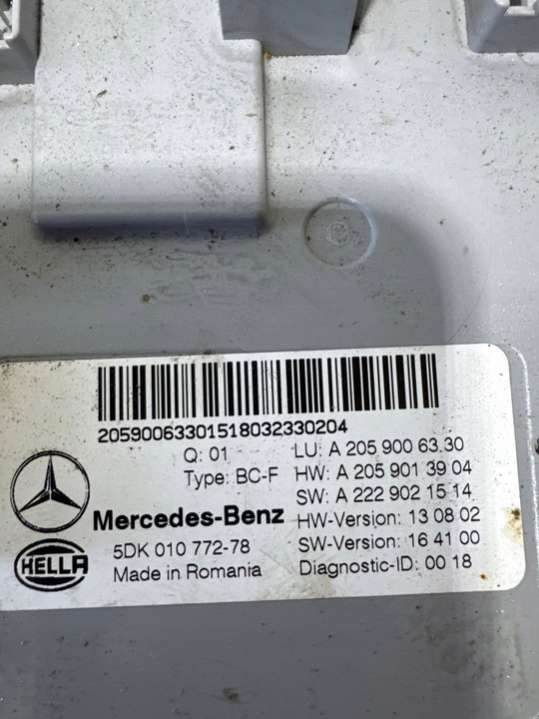 2059006330151803233​0204
Q: 01
LU: A 205 900 63 30
Type: BC-F
HW: A 205 901 39 04
SW: A 222 902 15 14
Mercedes-Benz
HW-Version: 13 08 02
5DK 010 772-78
SW-Version: 16 41 00
HELLA
Made in Romania
Diagnostic-ID: 00 18